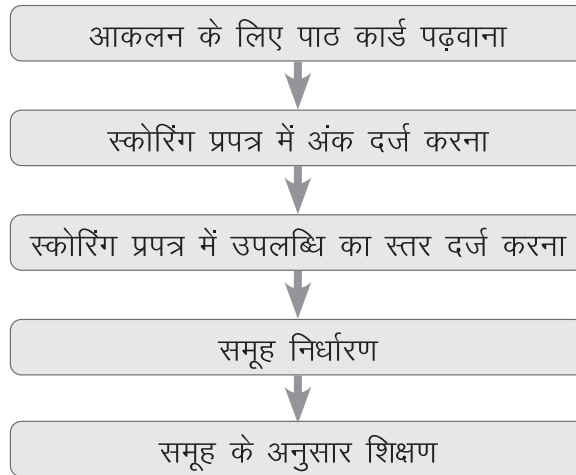 आकलन के लिए पाठ कार्ड पढ़वाना
स्कोरिंग प्रपत्र में अंक दर्ज करना
स्कोरिंग प्रपत्र में उपलब्धि का स्तर दर्ज करना
समूह निर्धारण
समूह के अनुसार शिक्षण